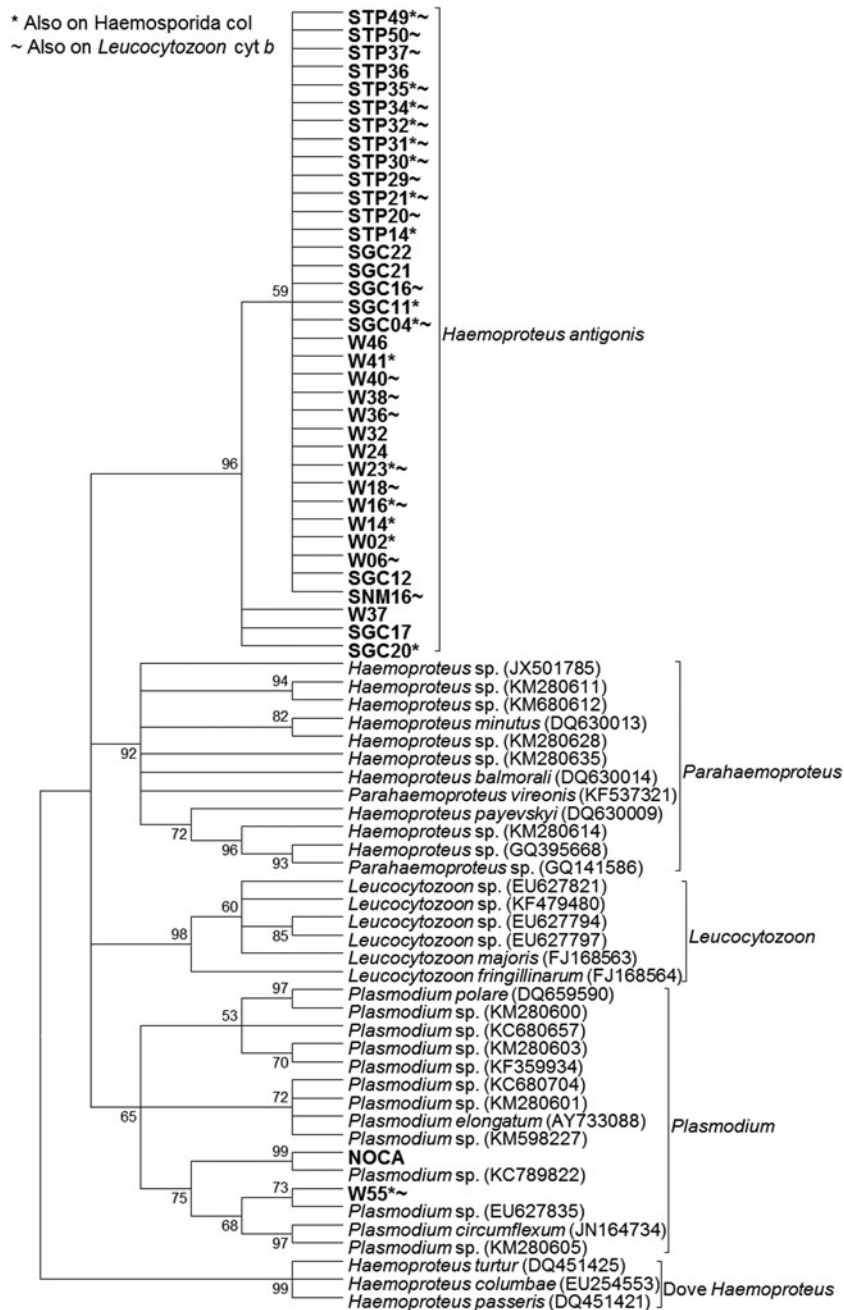 * Also on Haemosporida col
~ Also on Leucocytozoon cyt b
STP49*~
STP50*~
STP37*~
STP36
STP35*~
STP34*~
STP32*~
STP31*~
STP30*~
STP29~
STP21*~
STP20~
STP14*
SGC22
SGC21
SGC16~
SGC11*
SGC04*~
W46
W41*
W40~
W38~
W36~
W32
W24
W23*~
W18~
W16*~
W14*
W02*
W06~
SGC12
SNM16~
W37
SGC17
SGC20*
59
96
Haemoproteus antigonis
Haemoproteus sp. (JX501785)
Haemoproteus sp. (KM280611)
Haemoproteus sp. (KM680612)
Haemoproteus minutus (DQ630013)
Haemoproteus sp. (KM280628)
Haemoproteus sp. (KM280635)
Haemoproteus balmorali (DQ630014)
Parahaemoproteus vireonis (KF537321)
Haemoproteus payevskyi (DQ630009)
Haemoproteus sp. (KM280614)
Haemoproteus sp. (GQ395668)
Parahaemoproteus sp. (GQ141586)
94
82
92
72
96
93
Parahaemoproteus
Leucocytozoon sp. (EU627821)
Leucocytozoon sp. (KF479480)
Leucocytozoon sp. (EU627794)
Leucocytozoon sp. (EU627797)
Leucocytozoon majoris (FJ168563)
Leucocytozoon fringillinarum (FJ168564)
60
85
98
Leucocytozoon
Plasmodium polare (DQ659590)
Plasmodium sp. (KM280600)
Plasmodium sp. (KC680657)
Plasmodium sp. (KM280603)
Plasmodium sp. (KF359934)
Plasmodium sp. (KC680704)
Plasmodium sp. (KM280601)
Plasmodium elongatum (AY733088)
Plasmodium sp. (KM598227)
NOCA
Plasmodium sp. (KC789822)
W55*~
Plasmodium sp. (EU627835)
Plasmodium circumflexum (JN164734)
Plasmodium sp. (KM280605)
97
53
70
72
65
99
75
73
68
97
Plasmodium
Haemoproteus turtur (DQ451425)
Haemoproteus columbae (EU254553)
Haemoproteus passeris (DQ451421)
99
Dove Haemoproteus